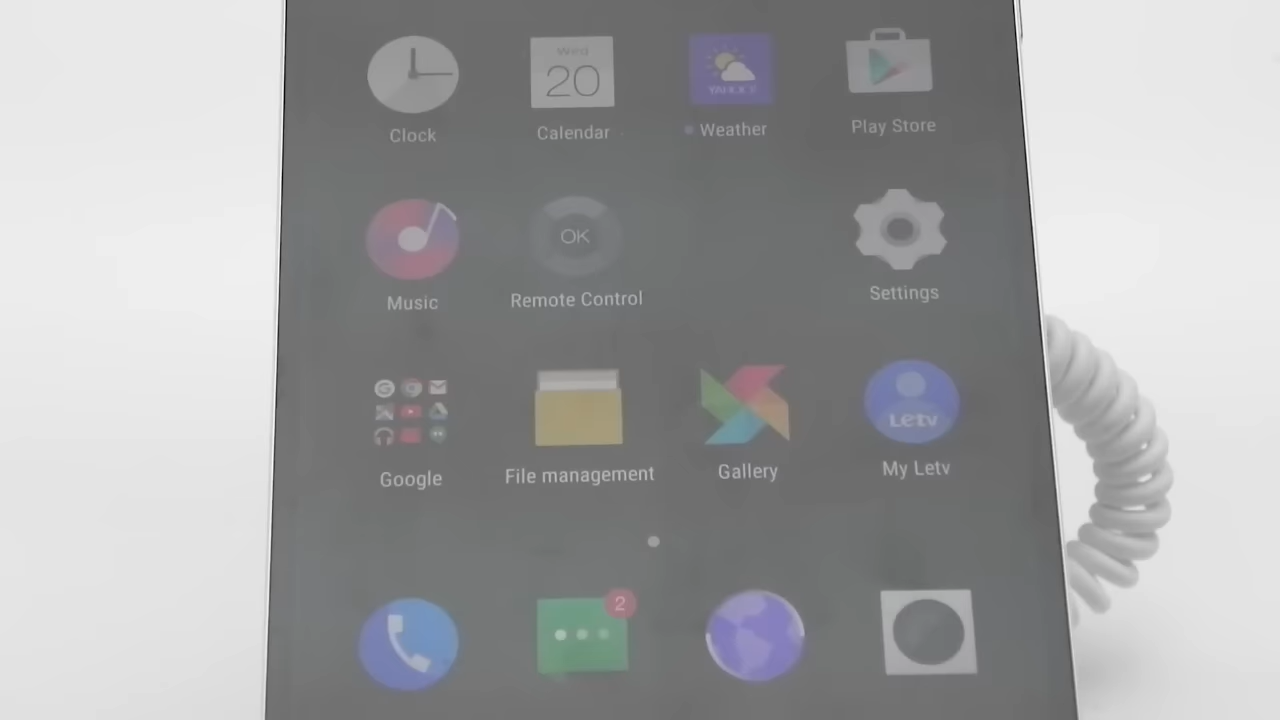 Wed
20
YAHOO!
Clock
Calendar
Weather
Play Store
OK
Music
Remote Control
Settings
G
Letv
Google
File management
Gallery
My Letv
2